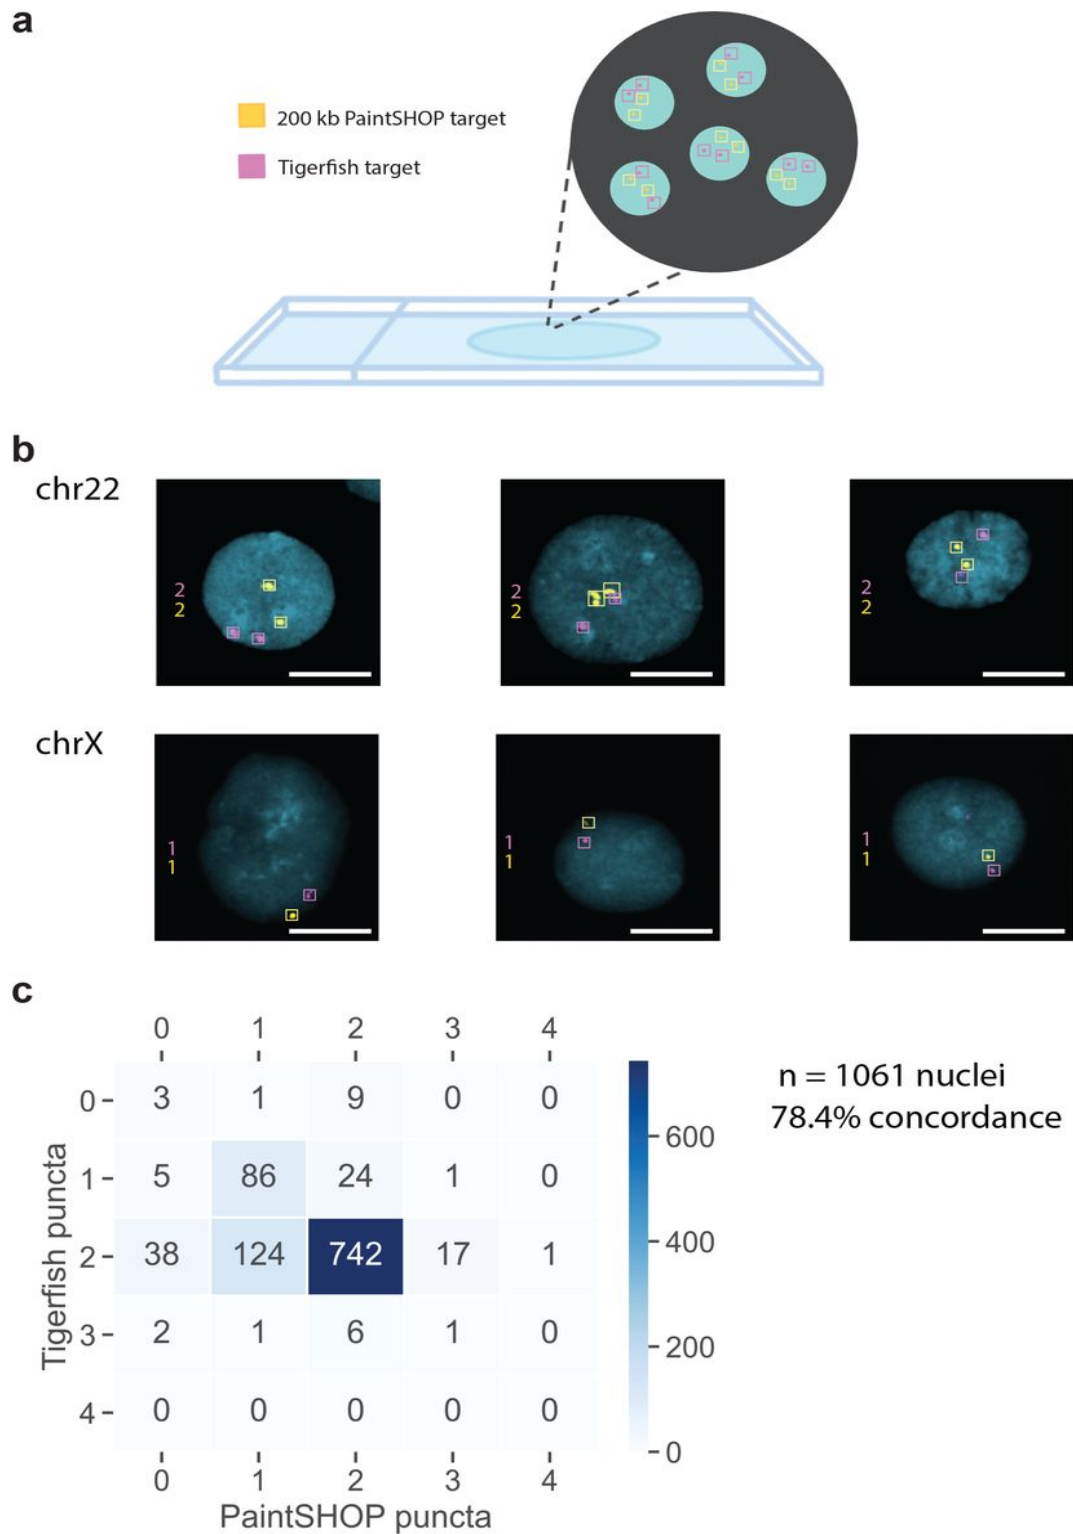 a
200 kb PaintSHOP target
Tigerfish target
b
chr22
2
2
2
2
2
2
chrX
1
1
1
1
1
1
c
0 1 2 3 4
0 3 1 9 0 0
1 5 86 24 1 0
2 38 124 742 17 1
3 2 1 6 1 0
4 0 0 0 0 0
0 1 2 3 4
Tigerfish puncta
PaintSHOP puncta
600
400
200
0
n = 1061 nuclei
78.4% concordance